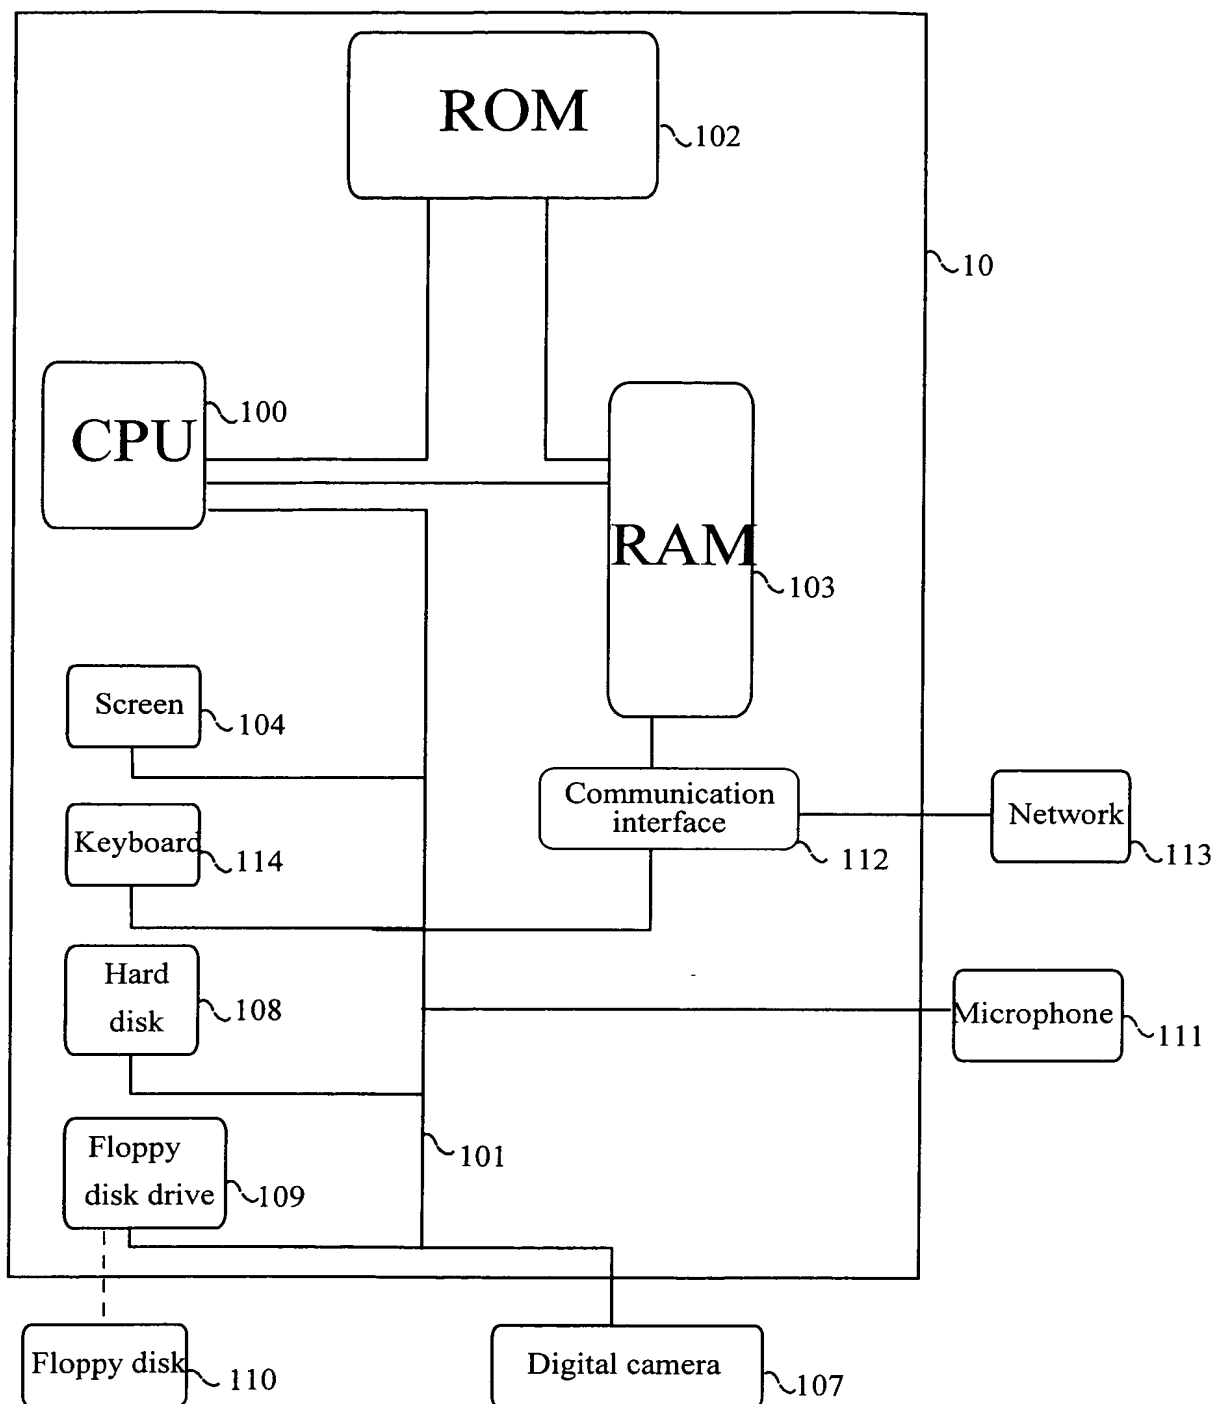 ROM
102
10
CPU
100
RAM
103
Screen
104
Communication
interface
112
Network
113
Keyboard
114
Hard
disk
108
Microphone
111
101
Floppy
disk drive
109
Floppy disk
110
Digital camera
107